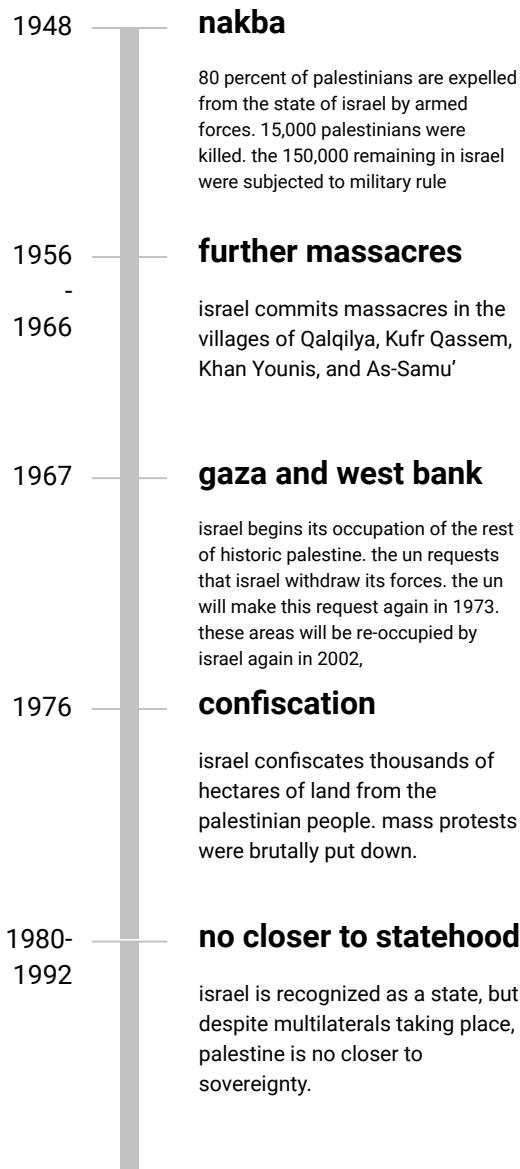 1948
nakba
80 percent of palestinians are expelled
from the state of israel by armed
forces. 15,000 palestinians were
killed. the 150,000 remaining in israel
were subjected to military rule
1956
-
1966
further massacres
israel commits massacres in the
villages of Qalqilya, Kufr Qassem,
Khan Younis, and As-Samu’
1967
gaza and west bank
israel begins its occupation of the rest
of historic palestine. the un requests
that israel withdraw its forces. the un
will make this request again in 1973.
these areas will be re-occupied by
israel again in 2002,
1976
confiscation
israel confiscates thousands of
hectares of land from the
palestinian people. mass protests
were brutally put down.
1980-
1992
no closer to statehood
israel is recognized as a state, but
despite multilaterals taking place,
palestine is no closer to
sovereignty.